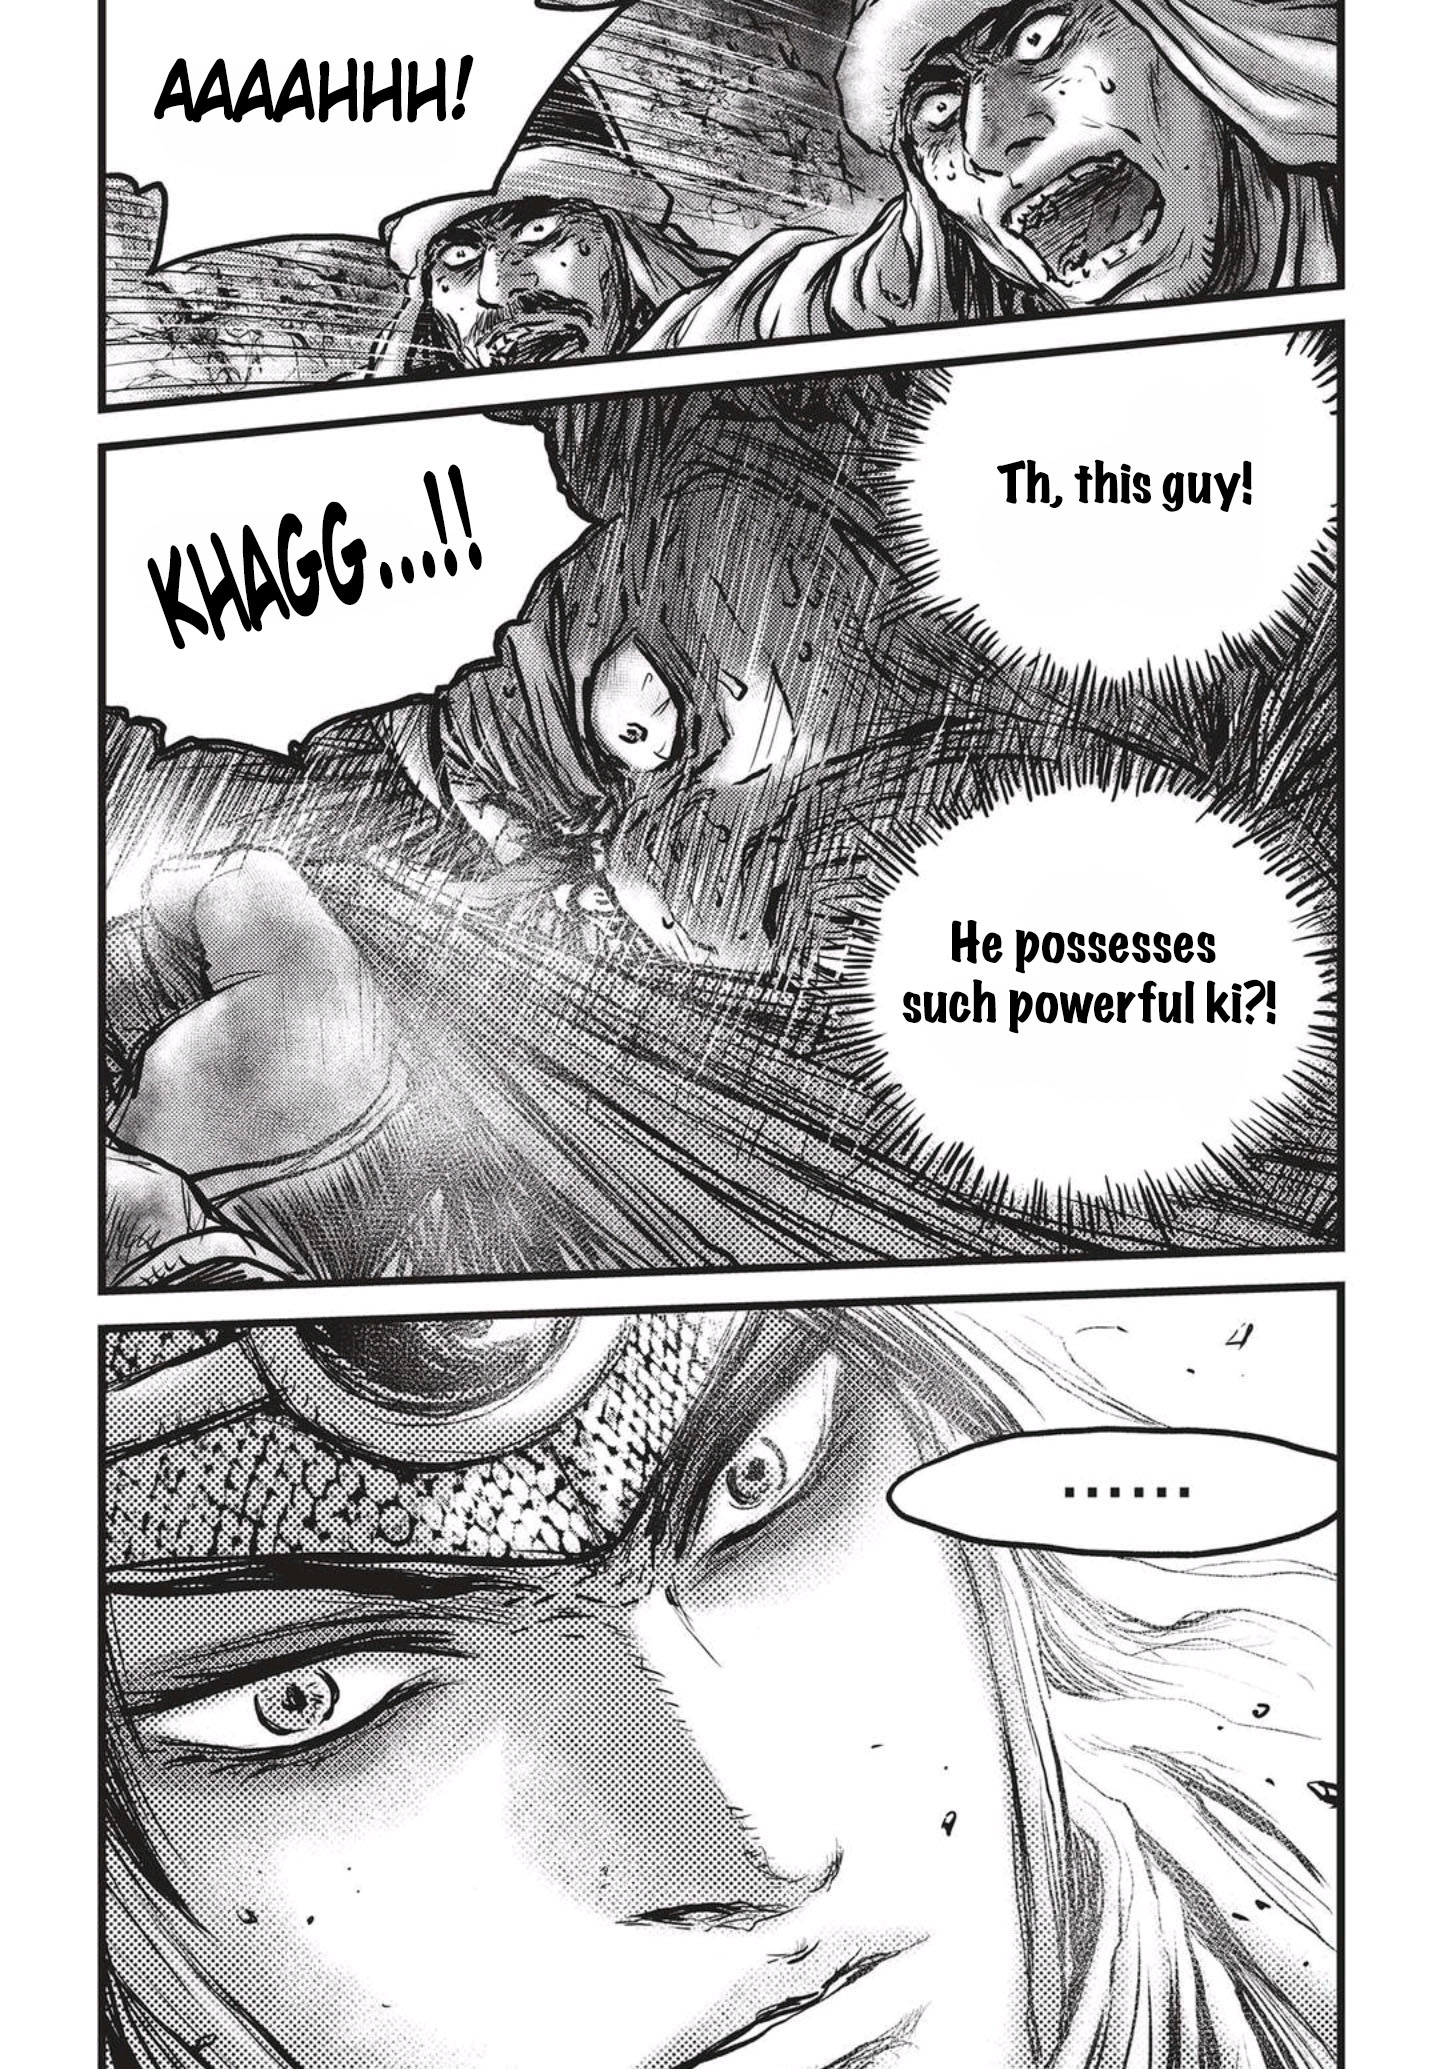 AAAAHHH!
Th, this guy!
KHAGG...!!
He possesses
such powerful ki?!
......